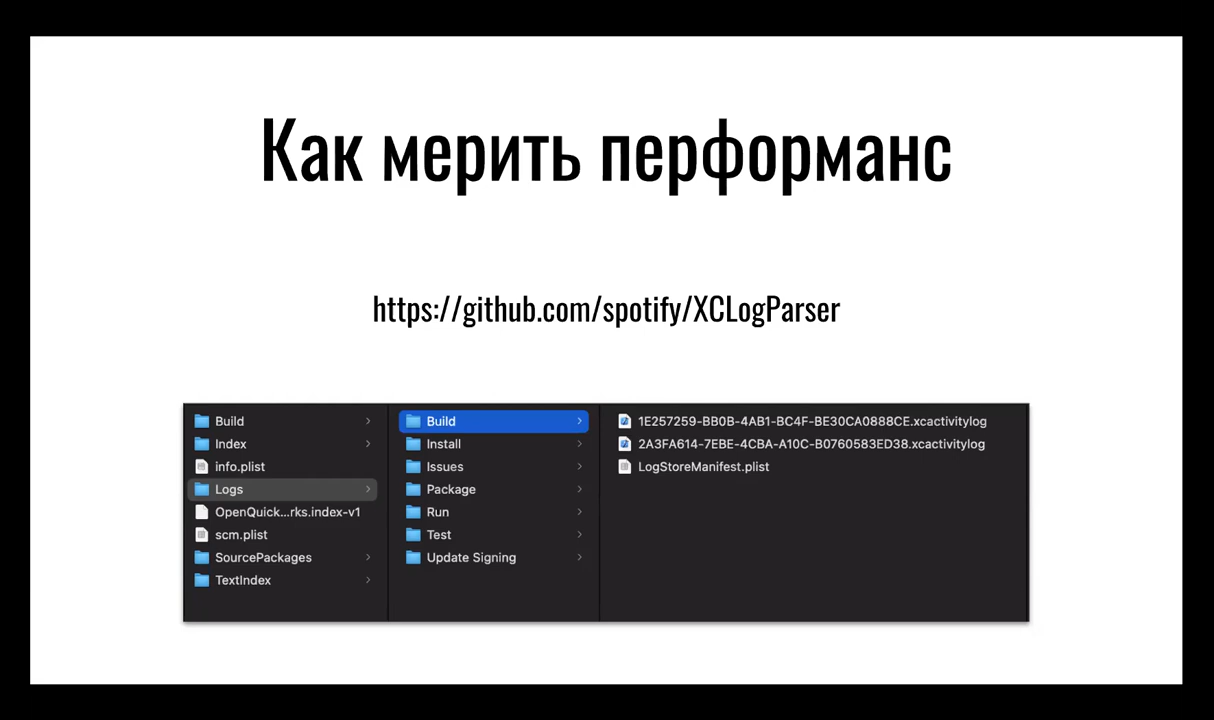 Как мерить перформанс
https://github.com/spotify/XCLogParser
Build
Index
info.plist
Logs
OpenQuick...rks.index-v1
scm.plist
SourcePackages
TextIndex
Build
Install
Issues
Package
Run
Test
Update Signing
1E257259-BB0B-4AB1-BC4F-BE30CA0888CE.xcactivitylog
2A3FA614-7EBE-4CBA-A10C-B0760583ED38.xcactivitylog
LogStoreManifest.plist